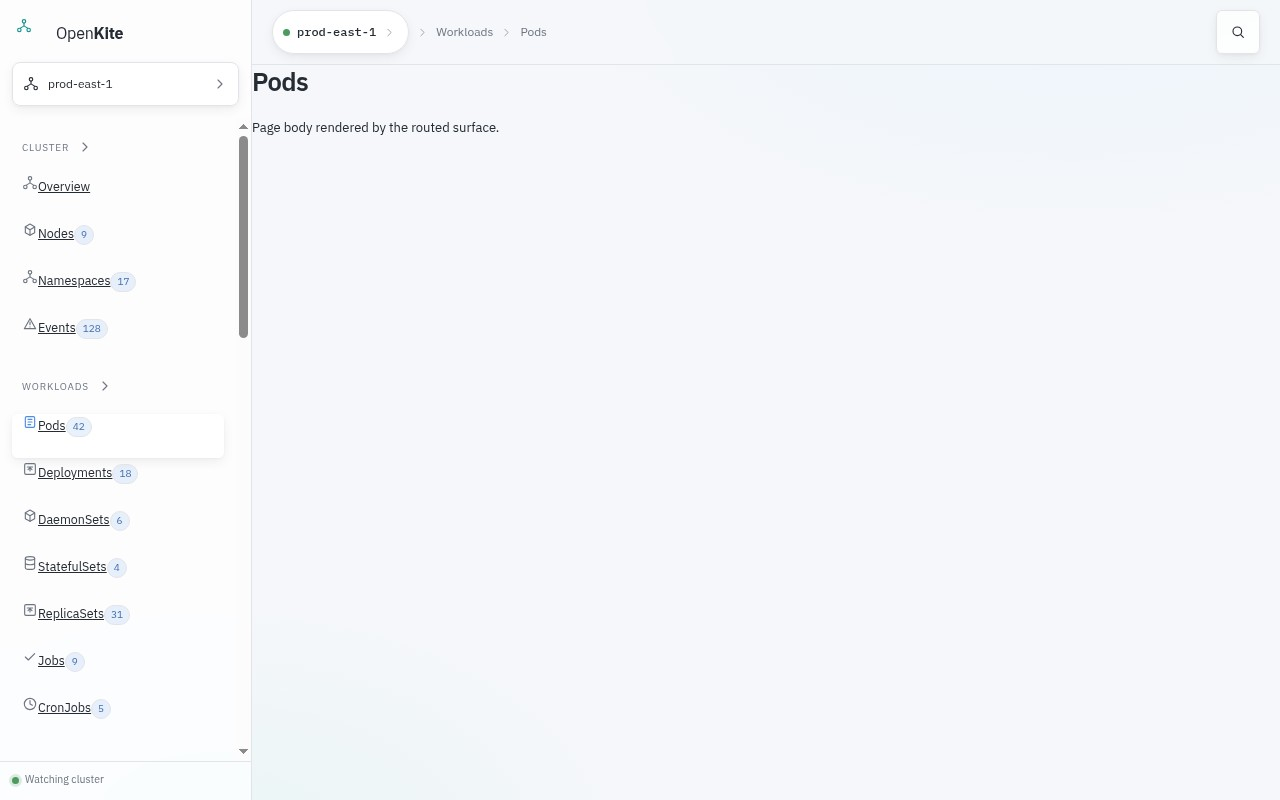 OpenKite
prod-east-1
CLUSTER
Overview
Nodes 9
Namespaces 17
Events 128
WORKLOADS
Pods 42
Deployments 18
DaemonSets 6
StatefulSets 4
ReplicaSets 31
Jobs 9
CronJobs 5
Watching cluster
prod-east-1 Workloads Pods
Pods
Page body rendered by the routed surface.